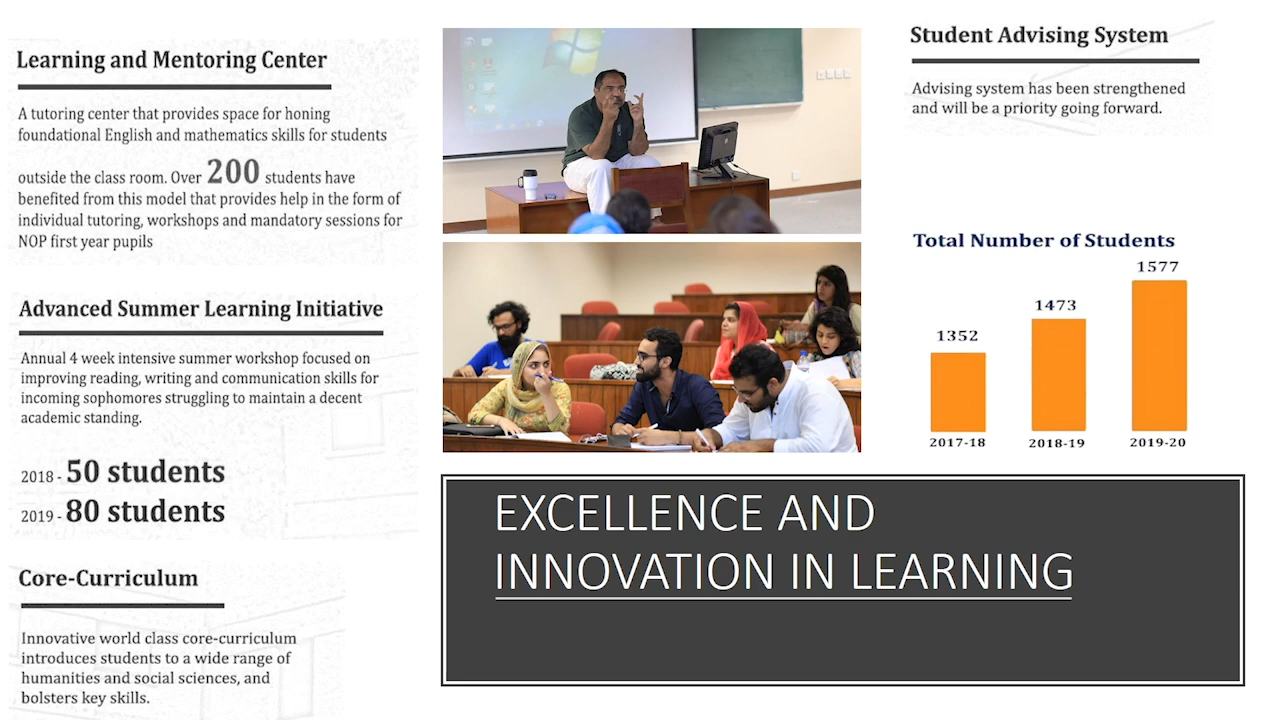 Learning and Mentoring Center
A tutoring center that provides space for honing
foundational English and mathematics skills for students
outside the class room. Over 200 students have
benefited from this model that provides help in the form of
individual tutoring, workshops and mandatory sessions for
NOP first year pupils
Advanced Summer Learning Initiative
Annual 4 week intensive summer workshop focused on
improving reading, writing and communication skills for
incoming sophomores struggling to maintain a decent
academic standing.
2018 - 50 students
2019 - 80 students
Core-Curriculum
Innovative world class core-curriculum
introduces students to a wide range of
humanities and social sciences, and
bolsters key skills.
Student Advising System
Advising system has been strengthened
and will be a priority going forward.
Total Number of Students
1577
1473
1352
2017-18 2018-19 2019-20
EXCELLENCE AND
INNOVATION IN LEARNING